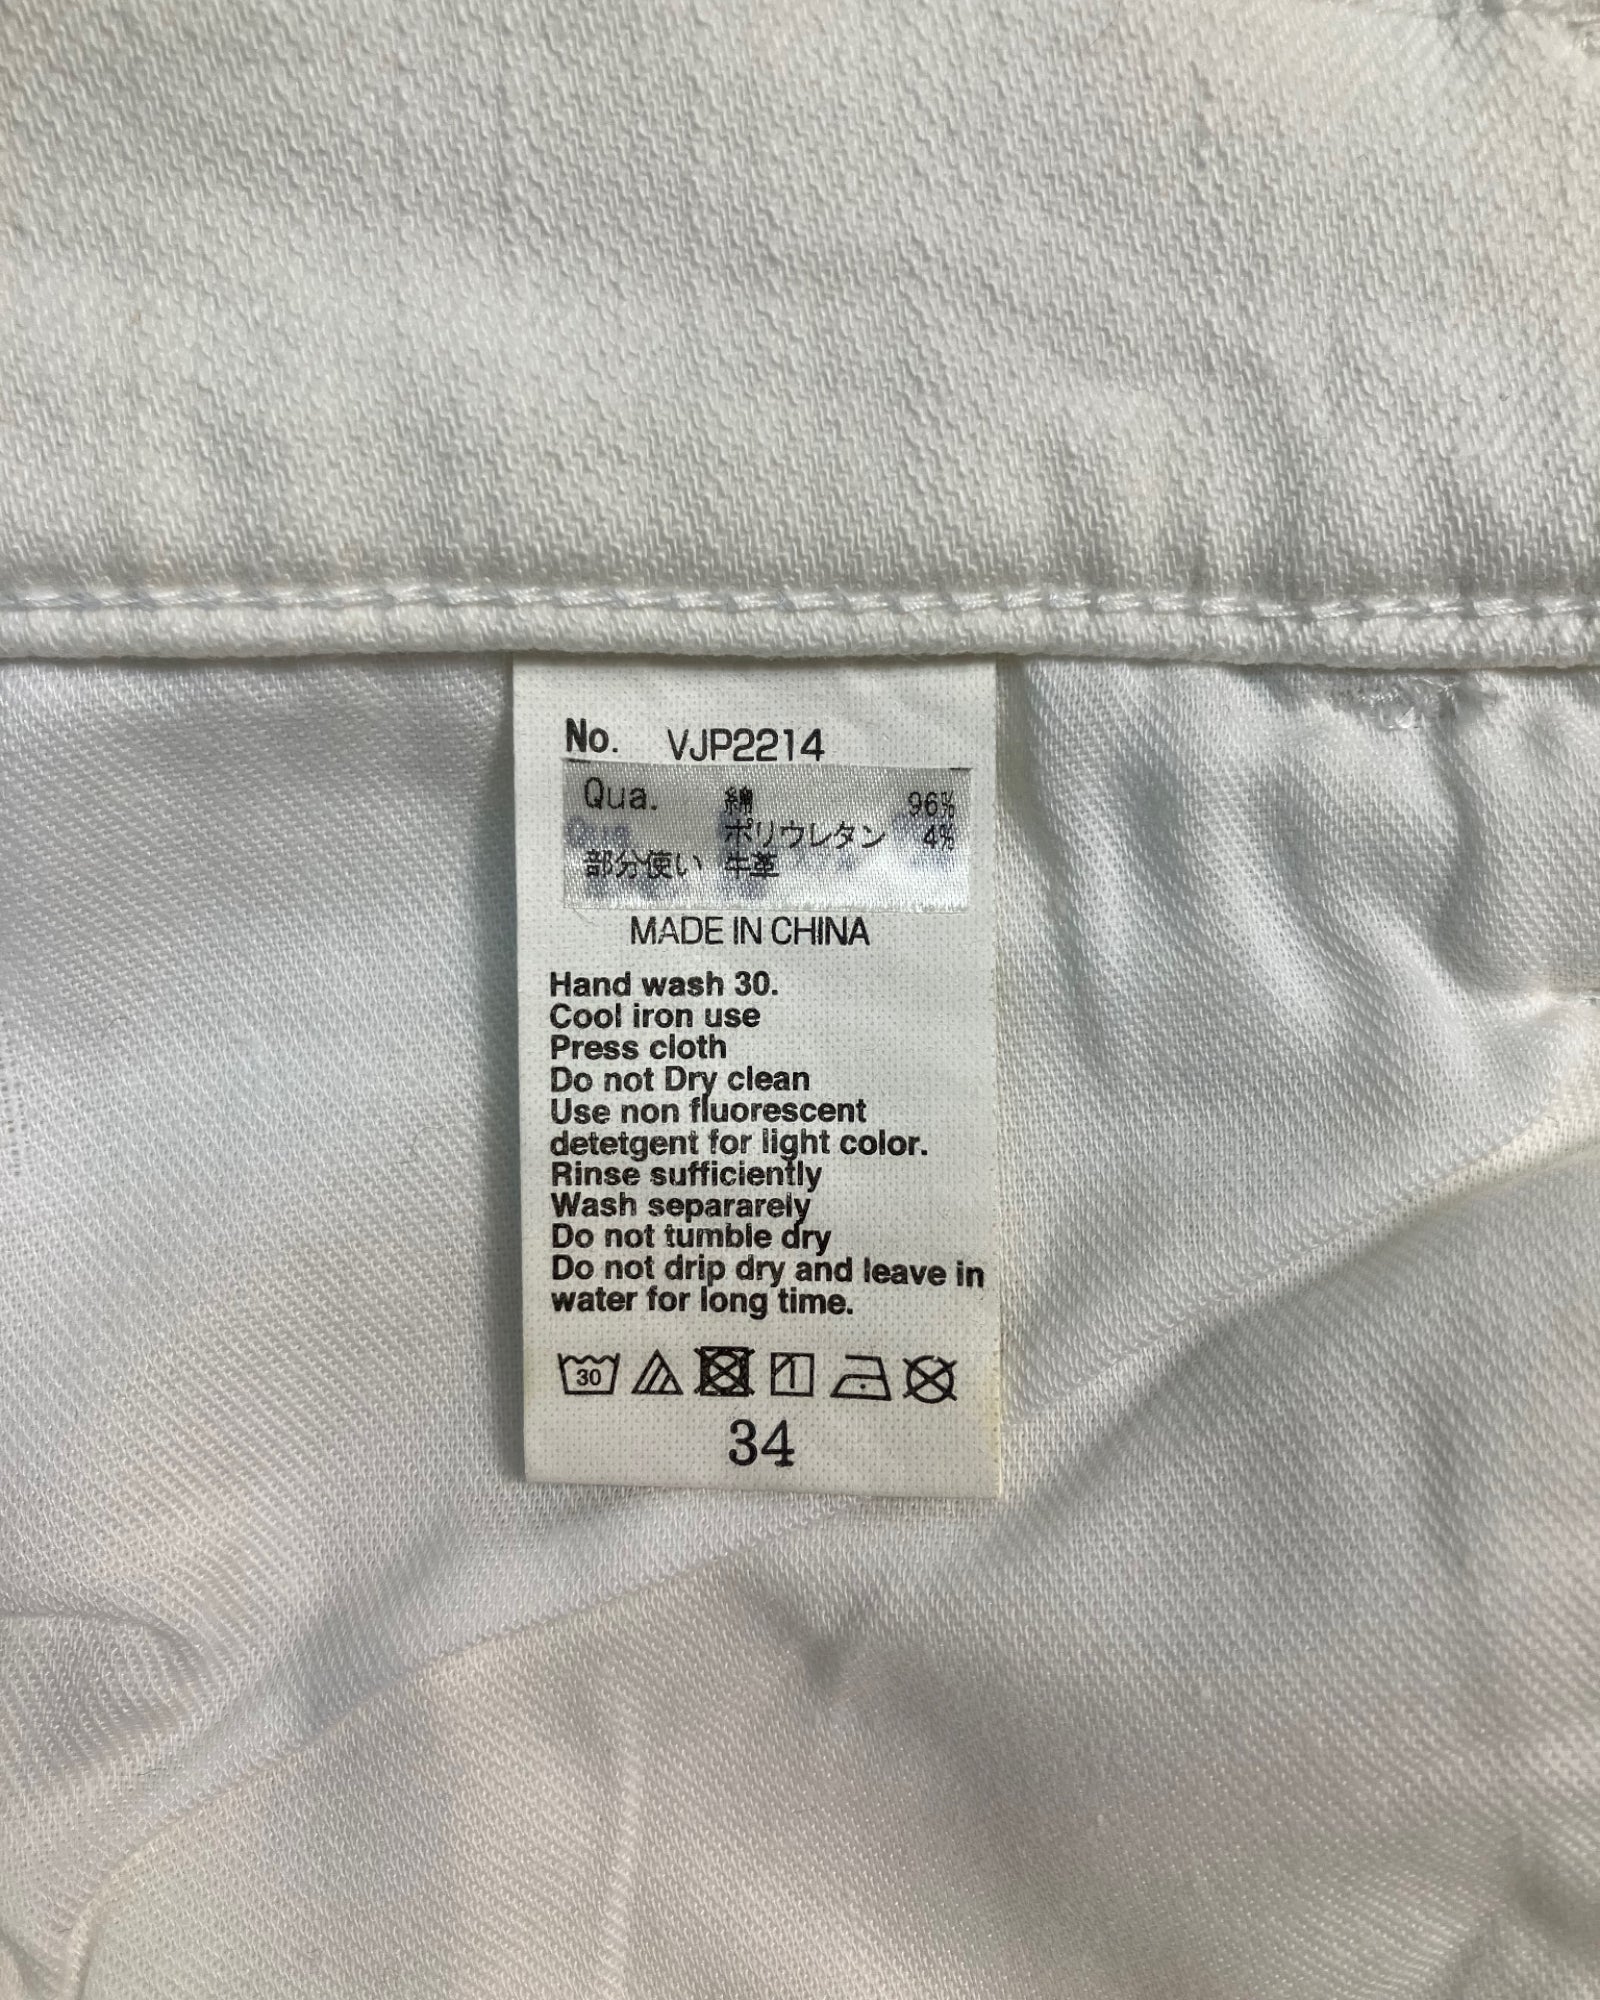 No. VJP2214
Qua. 綿 96%
ポリウレタン 4%
部分使い 牛革
MADE IN CHINA
Hand wash 30.
Cool iron use
Press cloth
Do not Dry clean
Use non fluorescent
detetgent for light color.
Rinse sufficiently
Wash separarely
Do not tumble dry
Do not drip dry and leave in
water for long time.
30
34